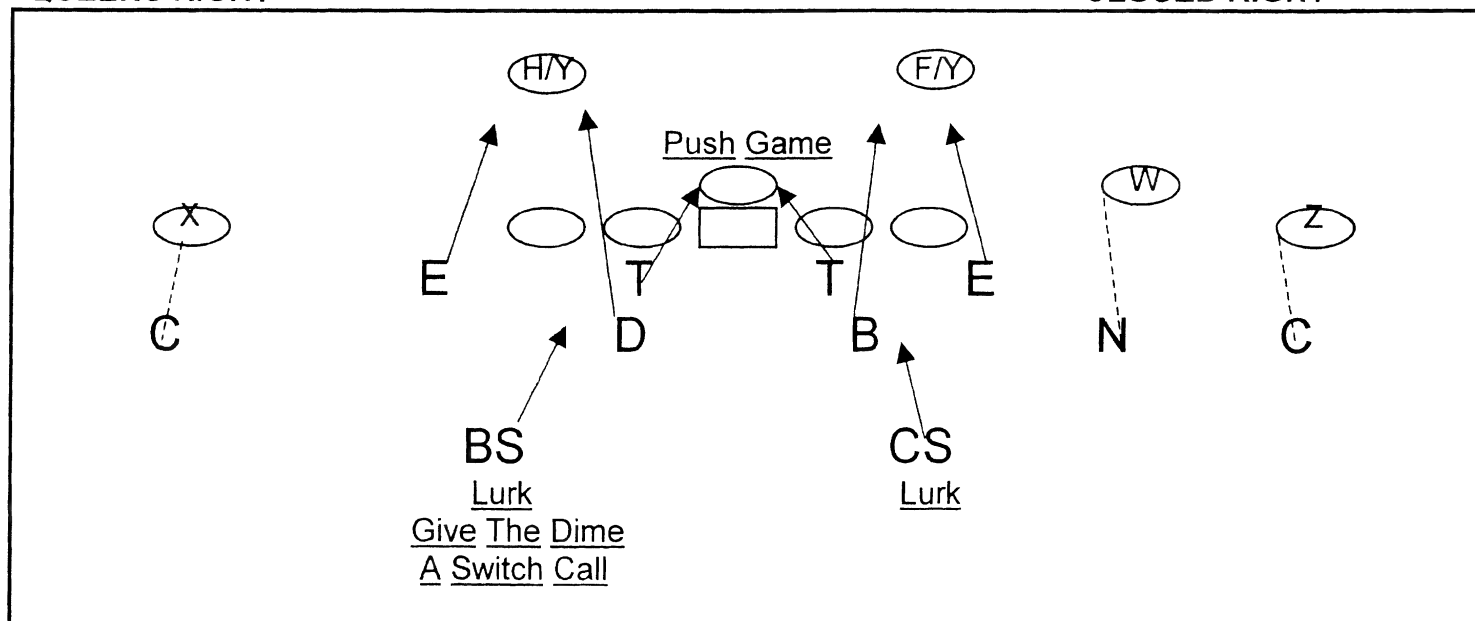 H/Y F/Y
Push Game
X W Z
E T T E
C D B N C
BS CS
Lurk Lurk
Give The Dime
A Switch Call